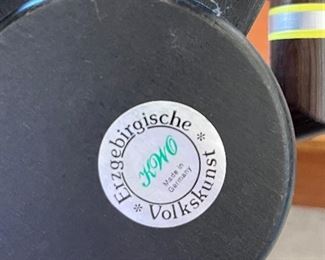 * Erzgebirgische *
Volkskunst
KWO
Made in
Germany